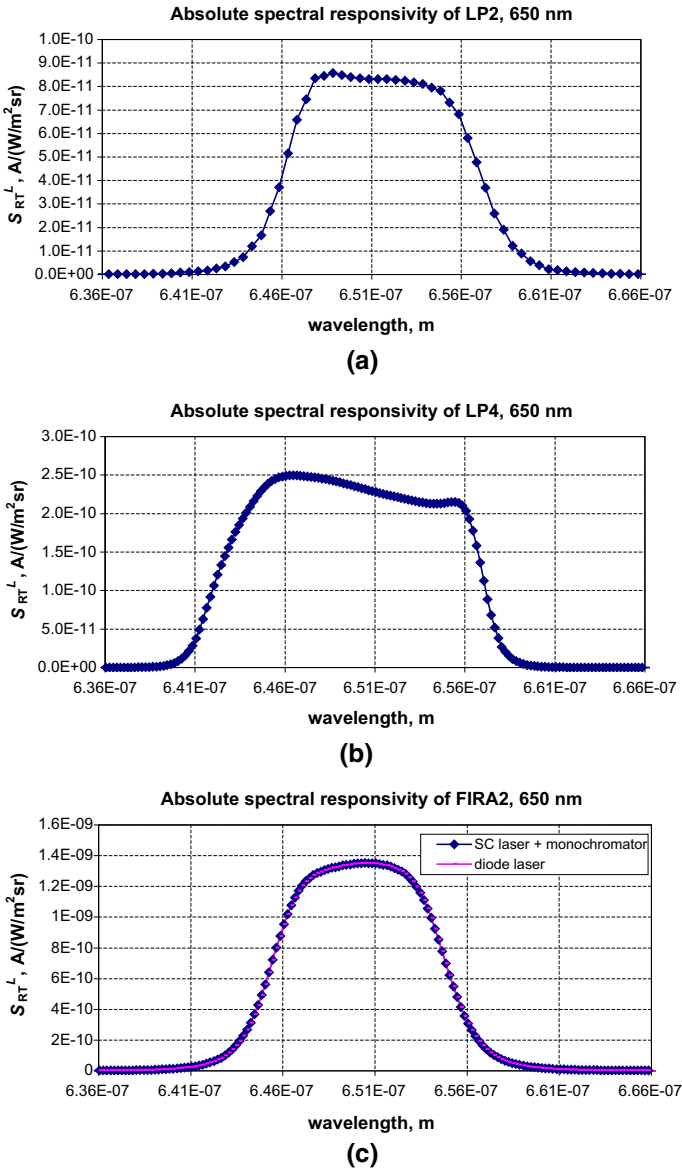 Absolute spectral responsivity of LP2, 650 nm
S_RT^L , A/(W/m²sr)
1.0E-10
9.0E-11
8.0E-11
7.0E-11
6.0E-11
5.0E-11
4.0E-11
3.0E-11
2.0E-11
1.0E-11
0.0E+00
6.36E-07 6.41E-07 6.46E-07 6.51E-07 6.56E-07 6.61E-07 6.66E-07
wavelength, m
(a)
Absolute spectral responsivity of LP4, 650 nm
S_RT^L , A/(W/m²sr)
3.0E-10
2.5E-10
2.0E-10
1.5E-10
1.0E-10
5.0E-11
0.0E+00
6.36E-07 6.41E-07 6.46E-07 6.51E-07 6.56E-07 6.61E-07 6.66E-07
wavelength, m
(b)
Absolute spectral responsivity of FIRA2, 650 nm
S_RT^L , A/(W/m²sr)
1.6E-09
1.4E-09
1.2E-09
1E-09
8E-10
6E-10
4E-10
2E-10
0
SC laser + monochromator
diode laser
6.36E-07 6.41E-07 6.46E-07 6.51E-07 6.56E-07 6.61E-07 6.66E-07
wavelength, m
(c)